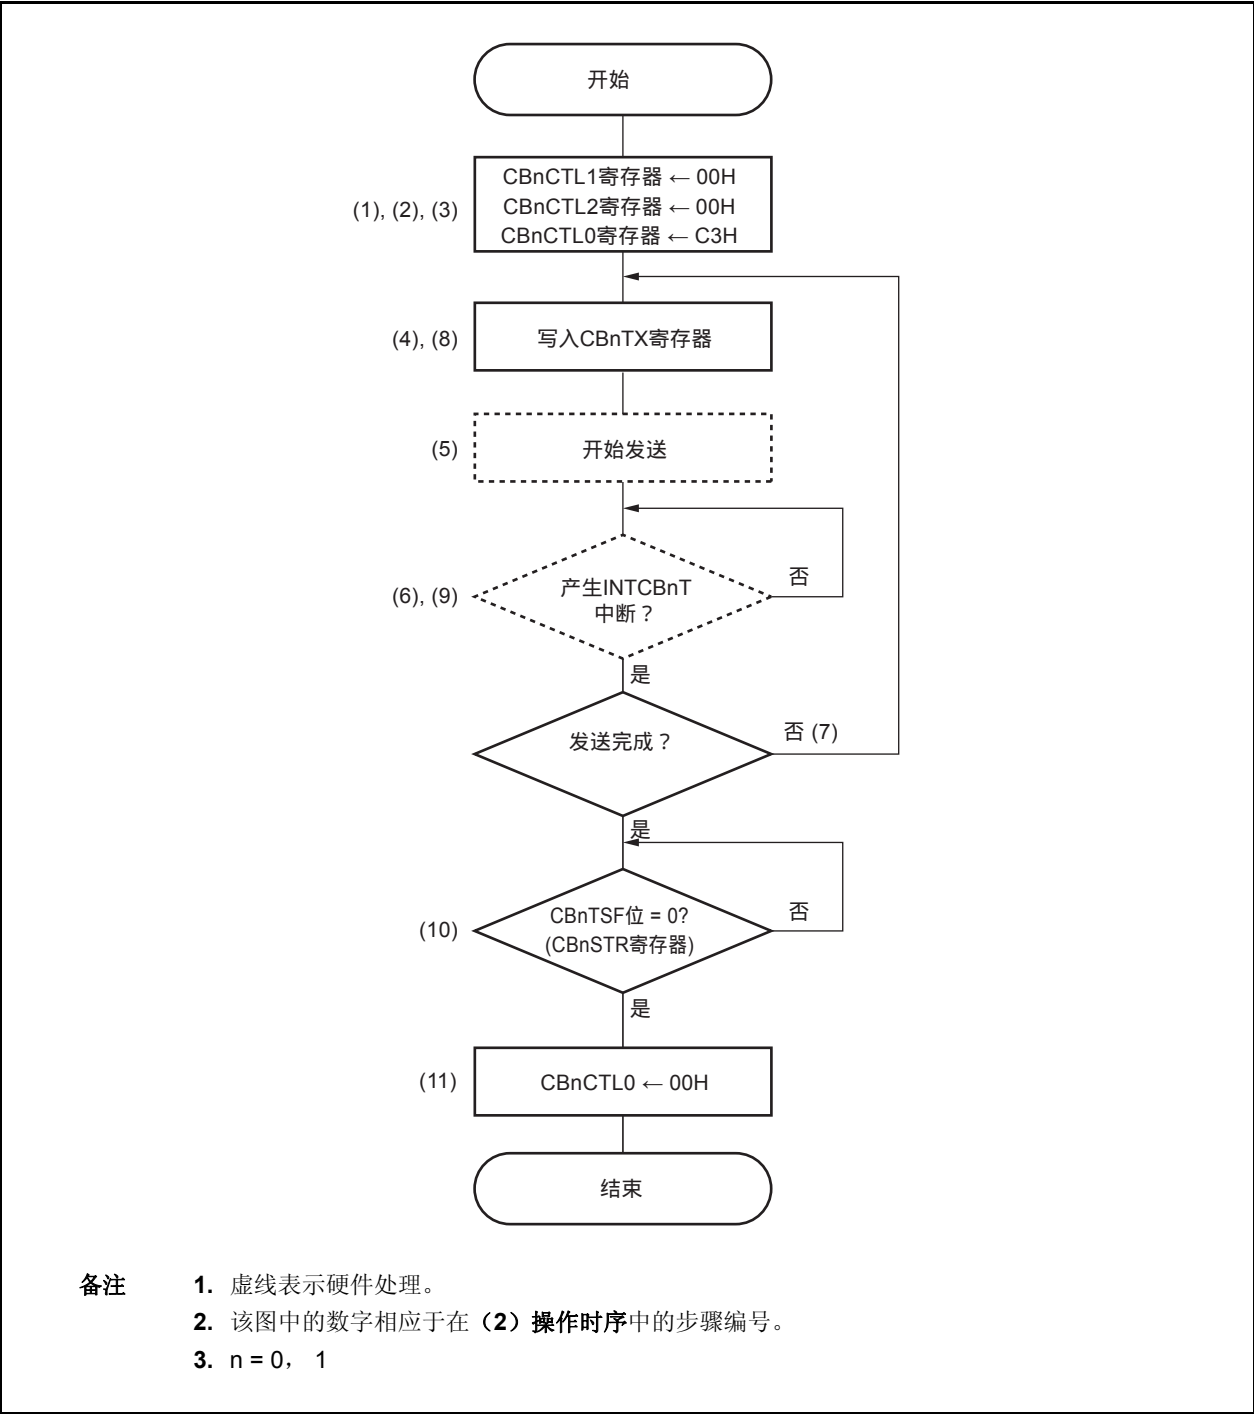 开始
CBnCTL1寄存器 ← 00H
(1), (2), (3)
CBnCTL2寄存器 ← 00H
CBnCTL0寄存器 ← C3H
(4), (8)
写入CBnTX寄存器
(5)
开始发送
(6), (9)
产生INTCBnT
中断？
否
是
发送完成？
否 (7)
是
(10)
CBnTSF位 = 0?
(CBnSTR寄存器)
否
是
(11)
CBnCTL0 ← 00H
结束
备注 1. 虚线表示硬件处理。
2. 该图中的数字相应于在（2）操作时序中的步骤编号。
3. n = 0， 1